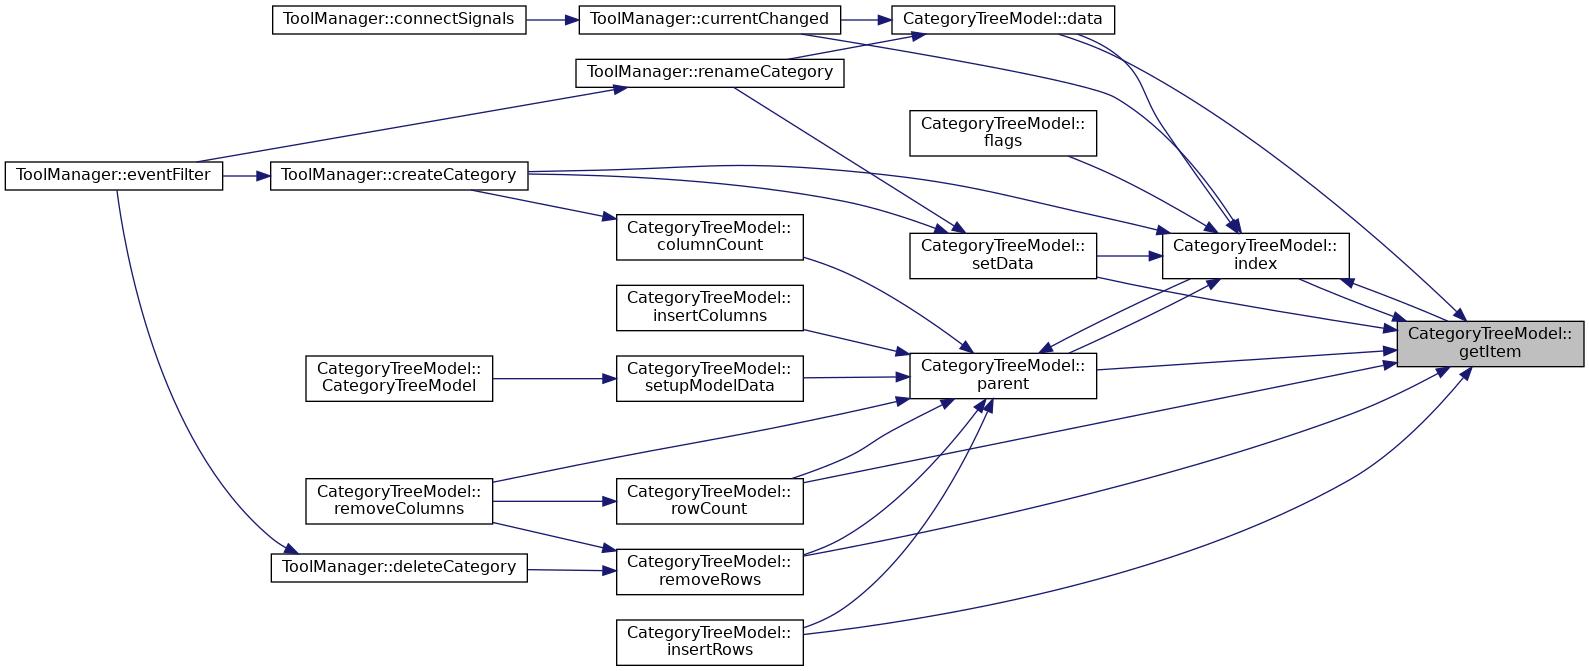 ToolManager::connectSignals
ToolManager::currentChanged
CategoryTreeModel::data
ToolManager::renameCategory
CategoryTreeModel::
flags
ToolManager::eventFilter
ToolManager::createCategory
CategoryTreeModel::
columnCount
CategoryTreeModel::
setData
CategoryTreeModel::
index
CategoryTreeModel::
insertColumns
CategoryTreeModel::
getItem
CategoryTreeModel::
CategoryTreeModel
CategoryTreeModel::
setupModelData
CategoryTreeModel::
parent
CategoryTreeModel::
removeColumns
CategoryTreeModel::
rowCount
ToolManager::deleteCategory
CategoryTreeModel::
removeRows
CategoryTreeModel::
insertRows